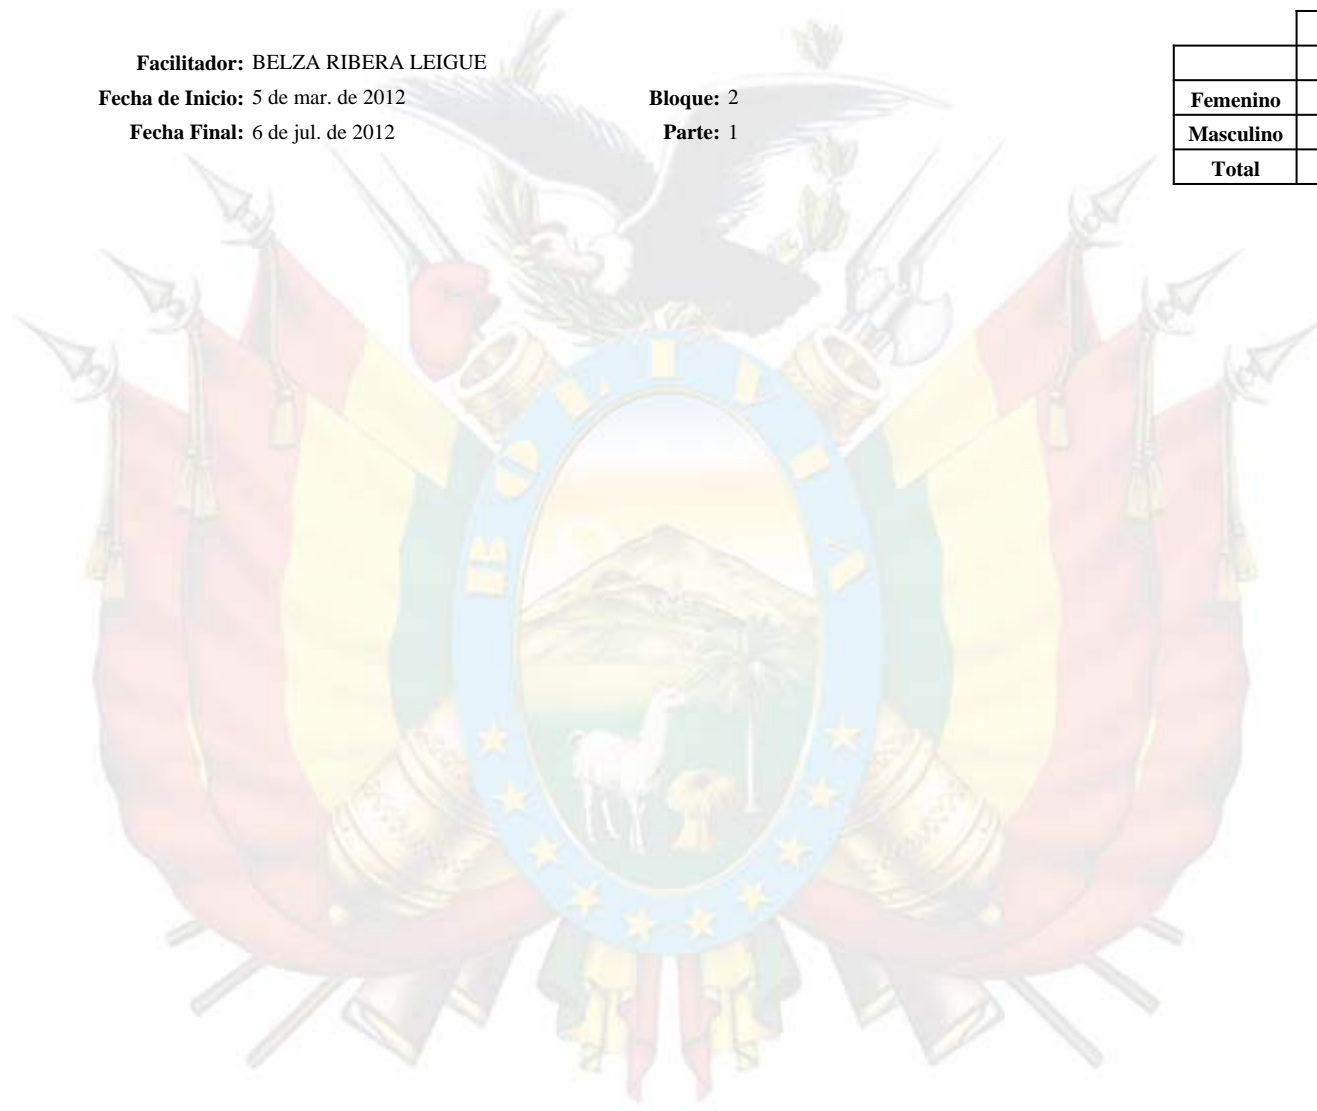 Facilitador: BELZA RIBERA LEIGUE
Fecha de Inicio: 5 de mar. de 2012 Bloque: 2
Fecha Final: 6 de jul. de 2012 Parte: 1
Femenino
Masculino
Total
BOLIVIA